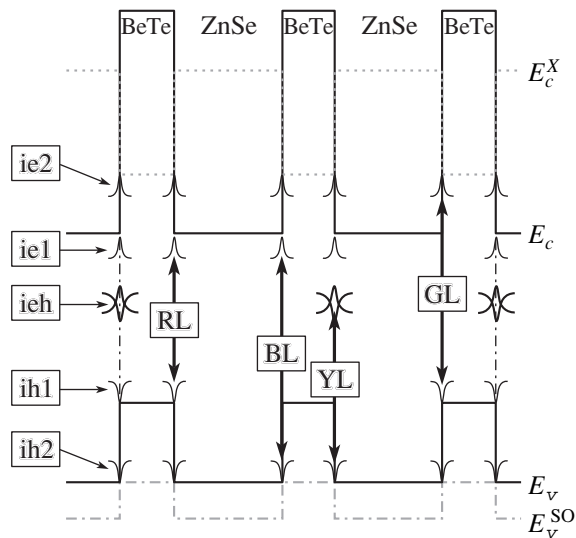 BeTe ZnSe BeTe ZnSe BeTe
E_c^X
ie2
E_c
ie1
ieh
RL
GL
BL
YL
ih1
ih2
E_v
E_v^SO